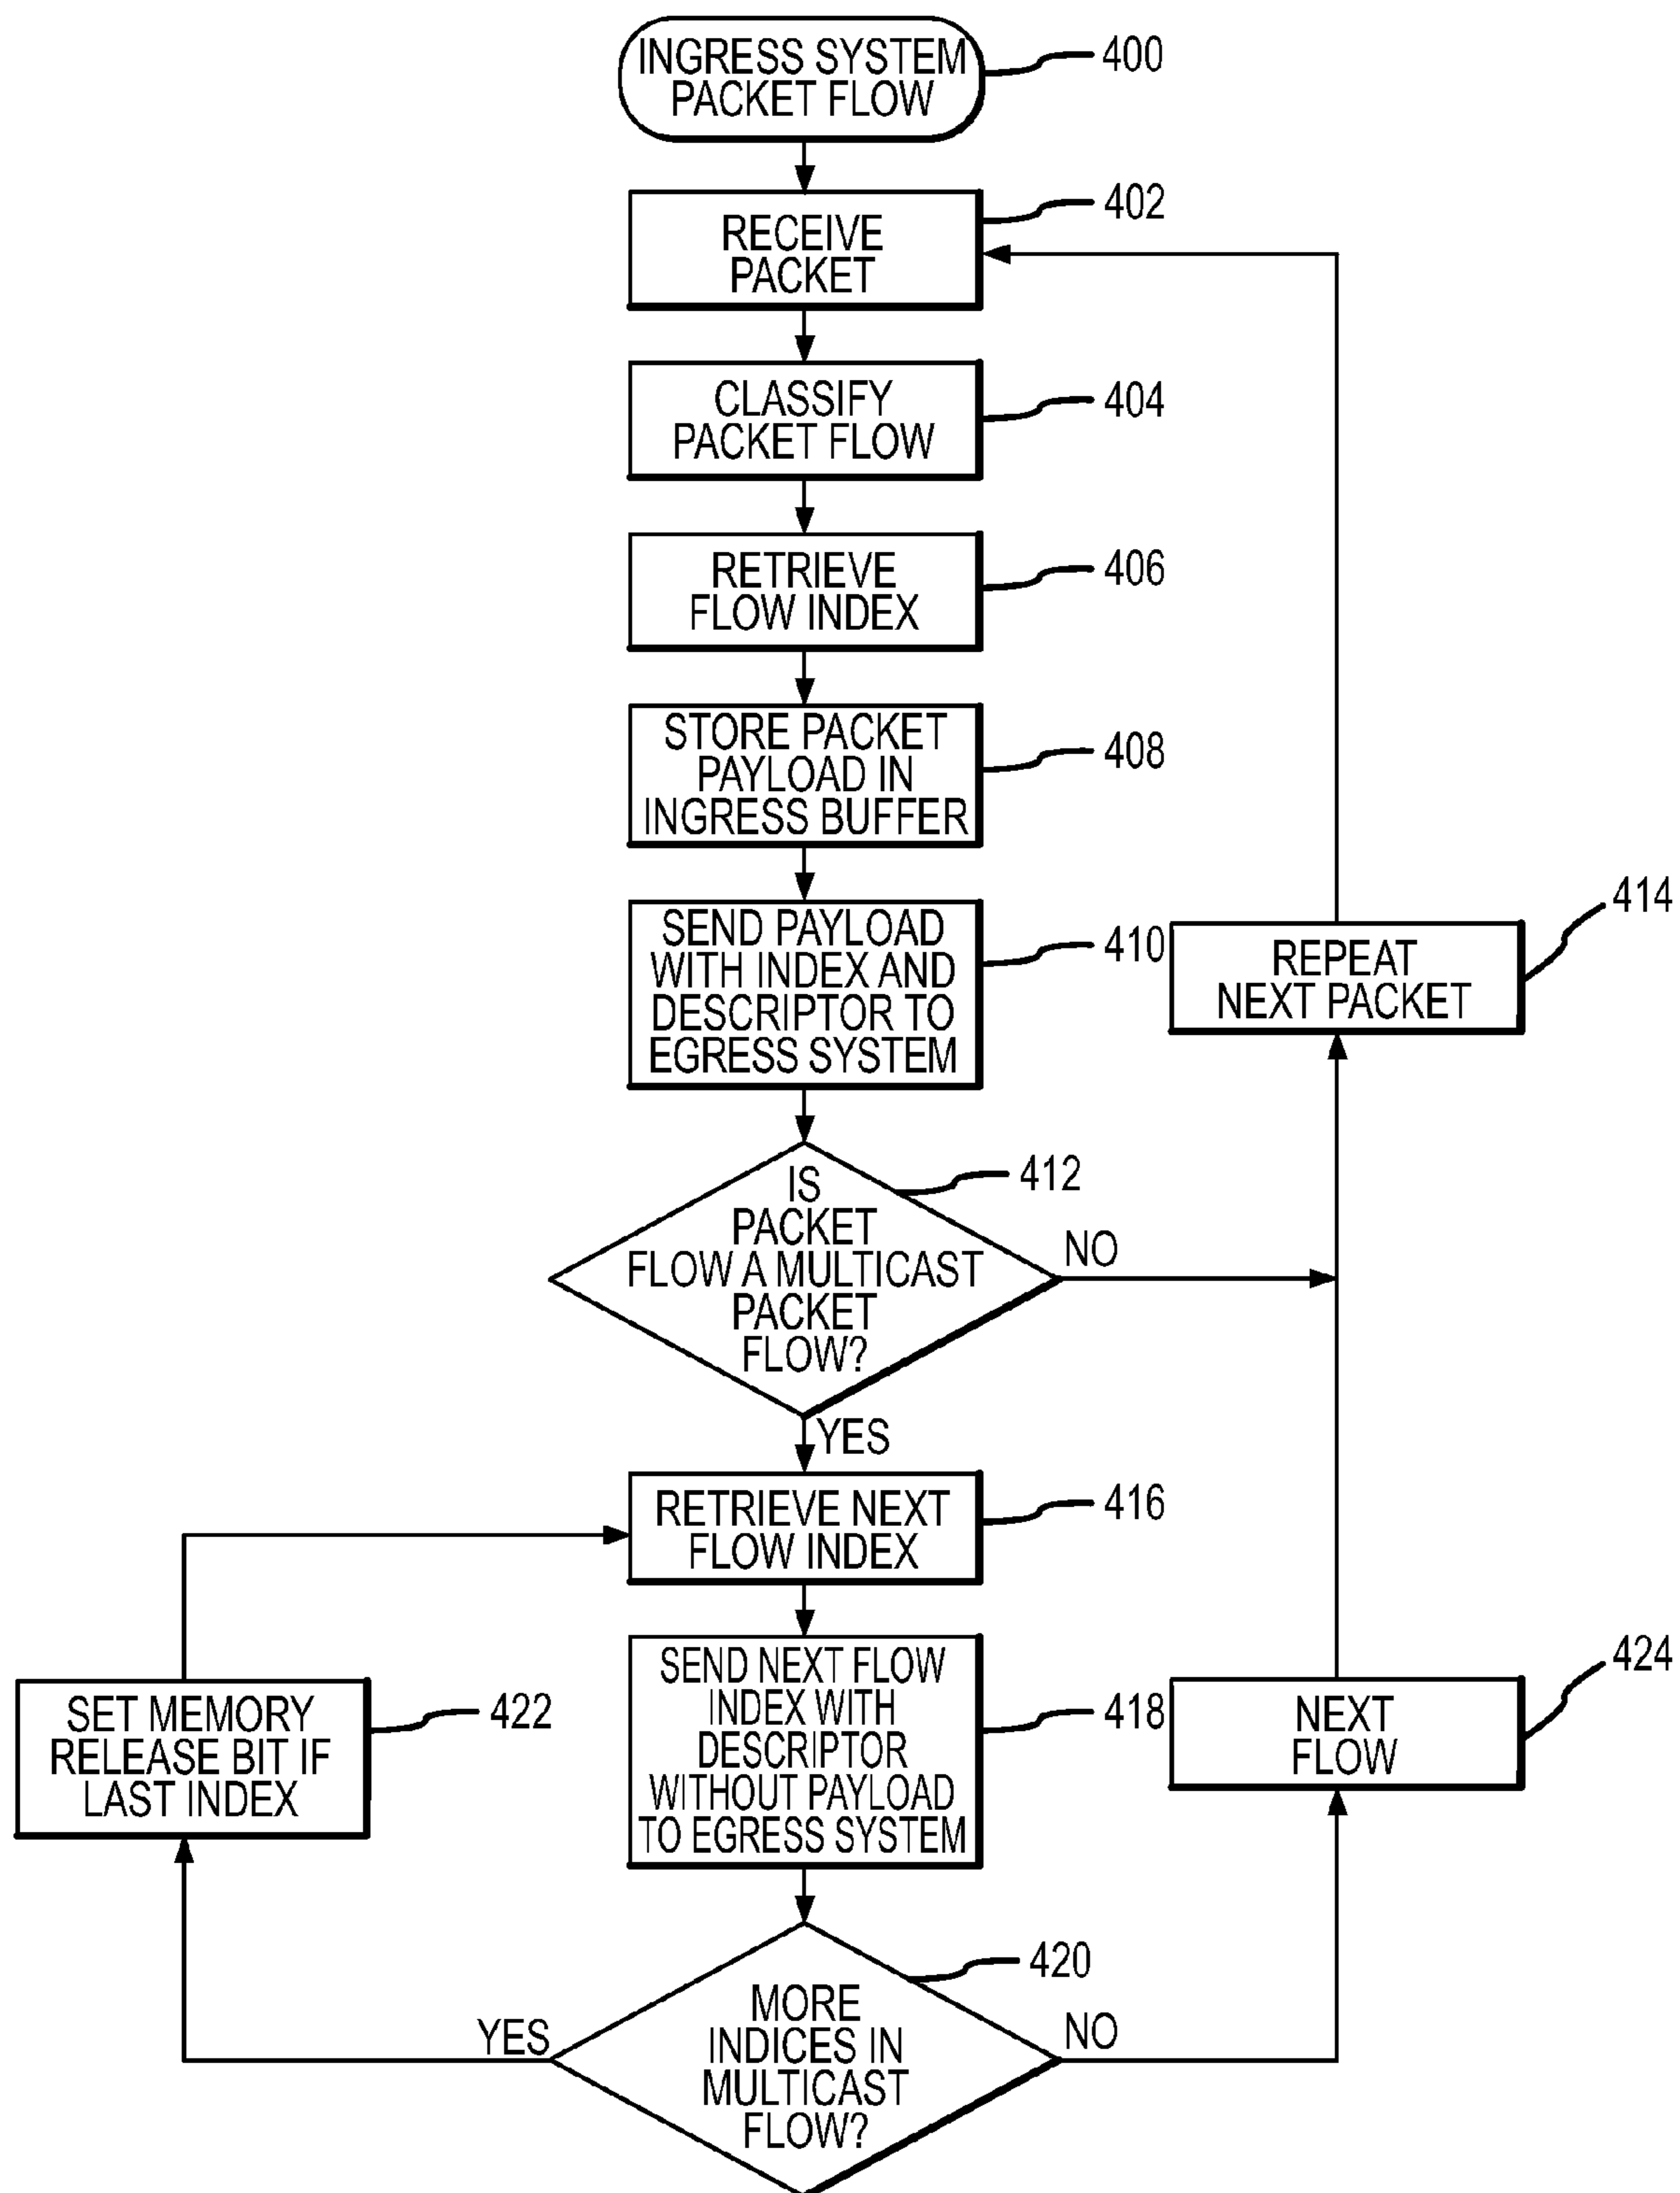 INGRESS SYSTEM
PACKET FLOW
400
RECEIVE
PACKET
402
CLASSIFY
PACKET FLOW
404
RETRIEVE
FLOW INDEX
406
STORE PACKET
PAYLOAD IN
INGRESS BUFFER
408
SEND PAYLOAD
WITH INDEX AND
DESCRIPTOR TO
EGRESS SYSTEM
410
REPEAT
NEXT PACKET
414
IS
PACKET
FLOW A MULTICAST
PACKET
FLOW?
412
NO
YES
RETRIEVE NEXT
FLOW INDEX
416
SEND NEXT FLOW
INDEX WITH
DESCRIPTOR
WITHOUT PAYLOAD
TO EGRESS SYSTEM
418
SET MEMORY
RELEASE BIT IF
LAST INDEX
422
NEXT
FLOW
424
MORE
INDICES IN
MULTICAST
FLOW?
420
YES
NO